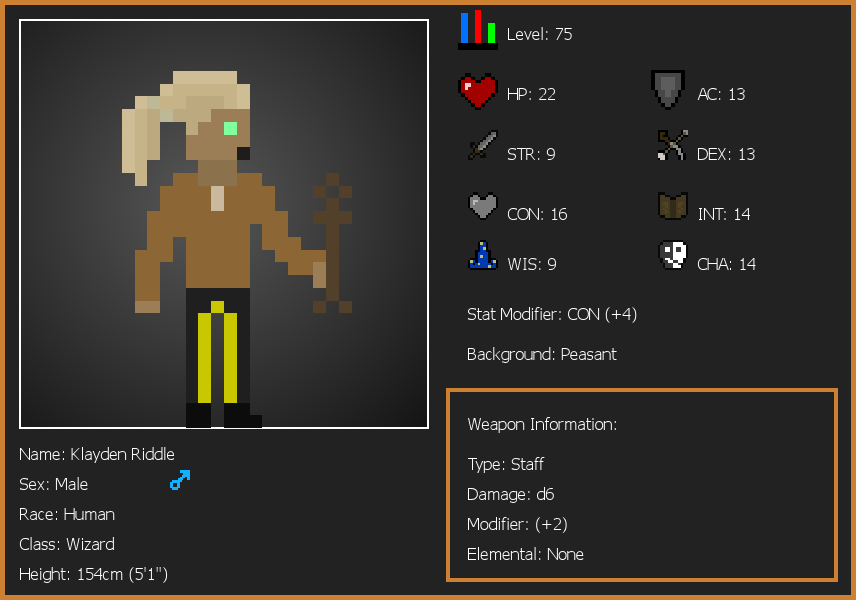 Level: 75
HP: 22
AC: 13
STR: 9
DEX: 13
CON: 16
INT: 14
WIS: 9
CHA: 14
Stat Modifier: CON (+4)
Background: Peasant
Weapon Information:
Type: Staff
Damage: d6
Modifier: (+2)
Elemental: None
Name: Klayden Riddle
Sex: Male
Race: Human
Class: Wizard
Height: 154cm (5'1")